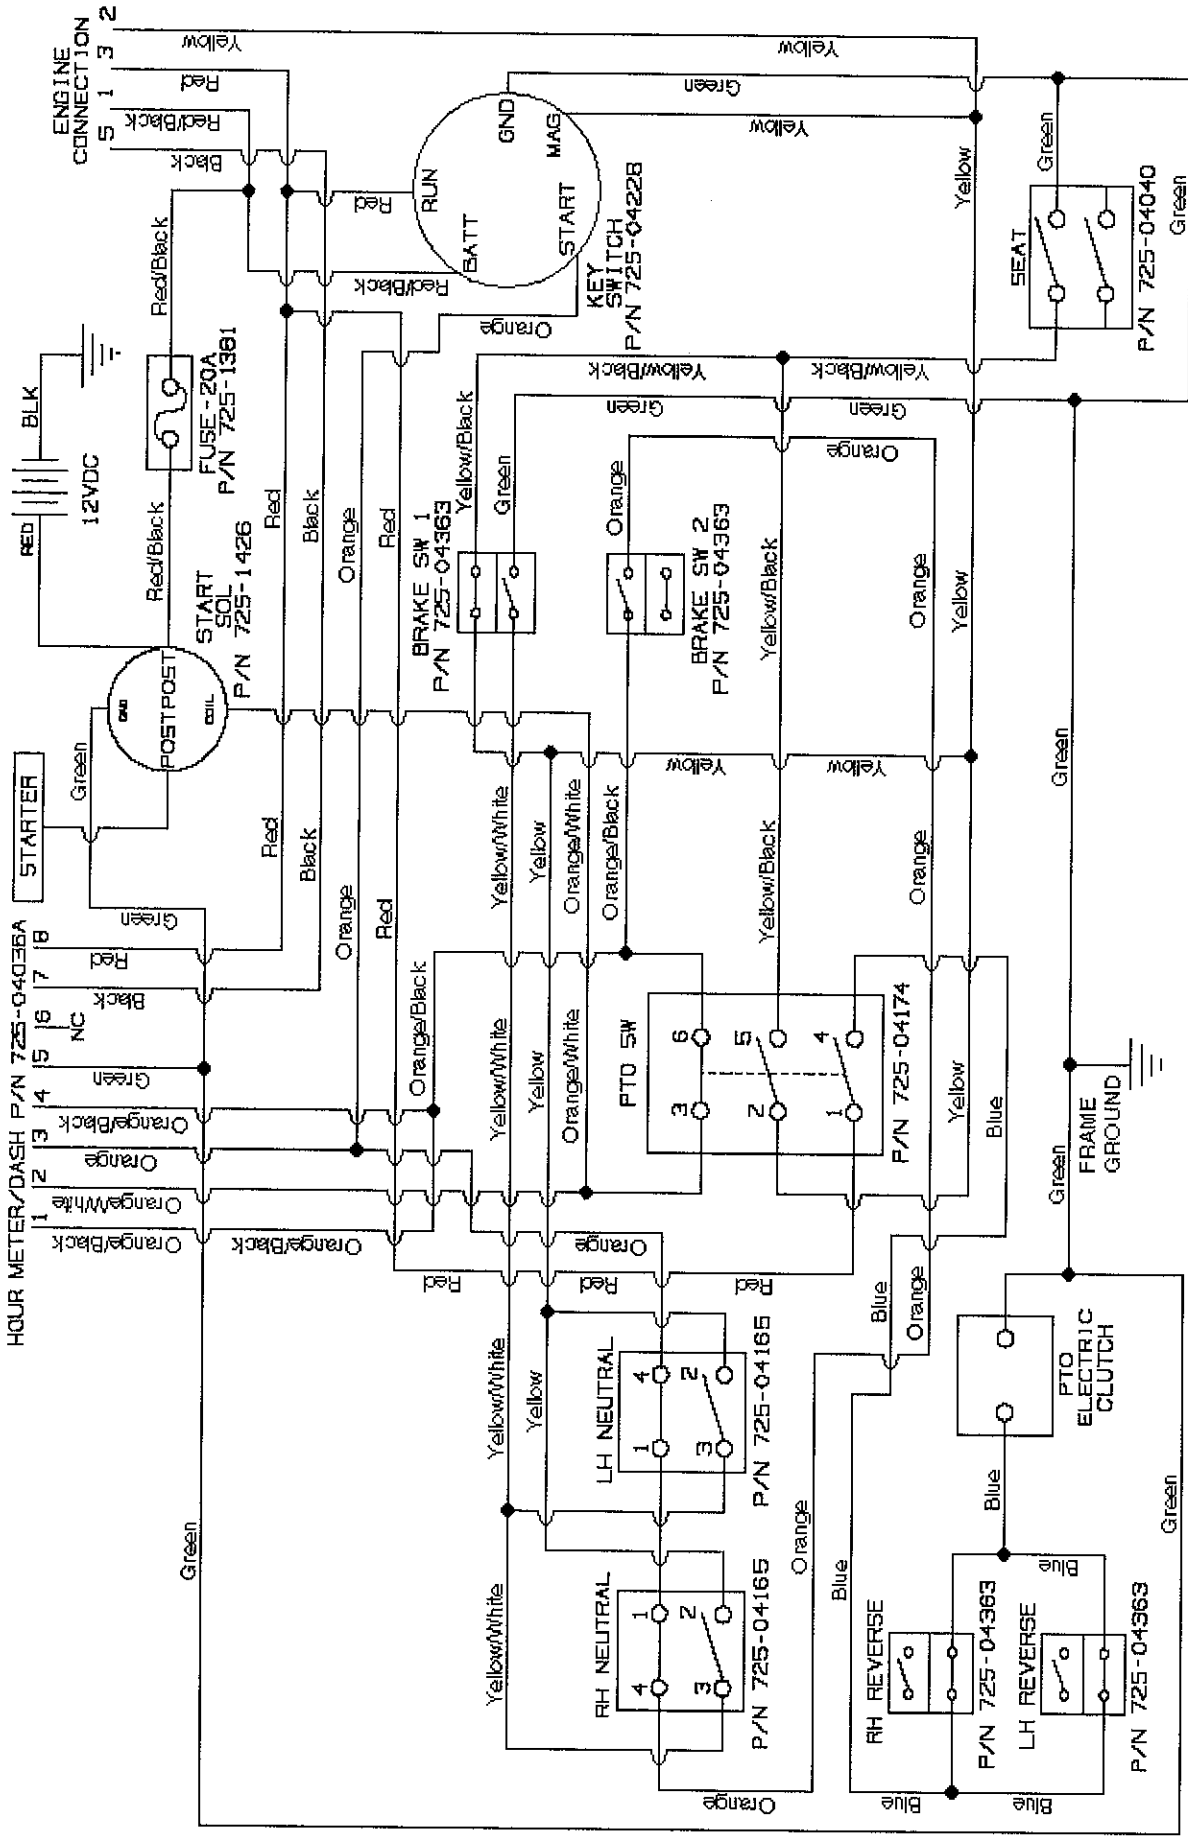 HOUR METER/DASH P/N 725-04036A
1
2
3
4
5
6
7
8
NC
Orange/Black
Orange/White
Orange
Orange/Black
Green
Black
Red
Green
STARTER
Green
POST
POST
GND
COIL
START
SOL
P/N 725-1426
RED
12VDC
BLK
Red/Black
FUSE-20A
P/N 725-1381
Red/Black
ENGINE
CONNECTION
5
1
3
2
Black
Red/Black
Red
Yellow
Green
Red
Black
Orange
Red
Red
Black
Orange
Red
RUN
BATT
GND
MAG
START
KEY
SWITCH
P/N 725-04228
Red
Red/Black
Orange
Green
Yellow
Yellow
Orange/Black
Orange/Black
BRAKE SW 1
P/N 725-04363
Yellow/Black
Green
Yellow/Black
Green
Yellow/Black
Green
Yellow/White
Yellow
Orange/White
Orange/Black
Yellow/White
Yellow
Orange/White
BRAKE SW 2
P/N 725-04363
Orange
Orange
Yellow
Yellow
Yellow/Black
Yellow/Black
Orange
Orange
Yellow
Yellow
SEAT
P/N 725-04040
Green
Green
Green
PTO SW
6
3
5
2
4
1
P/N 725-04174
Yellow
Blue
Red
Red
Red
Orange
Yellow/White
Yellow
LH NEUTRAL
4
1
2
3
P/N 725-04165
Yellow/White
RH NEUTRAL
1
4
2
3
P/N 725-04165
Orange
Orange
Blue
Blue
Orange
FRAME
GROUND
Green
PTO
ELECTRIC
CLUTCH
Blue
Green
RH REVERSE
P/N 725-04363
LH REVERSE
P/N 725-04363
Blue
Blue
Blue